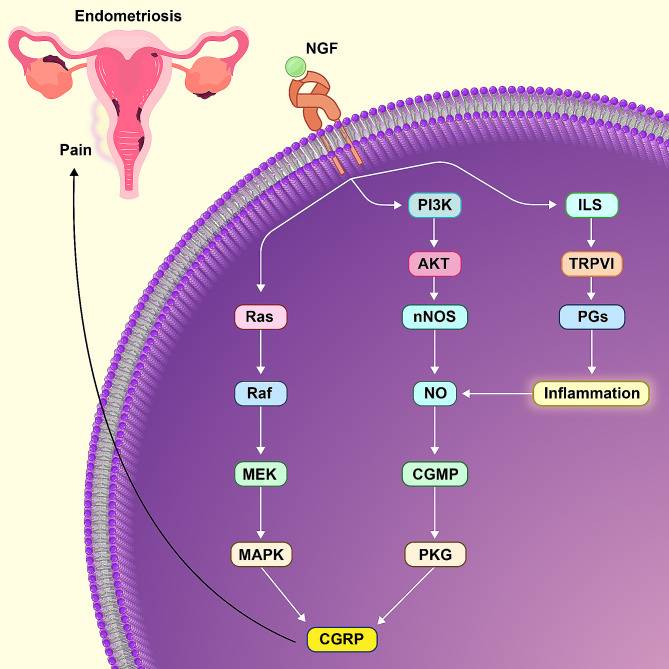 Endometriosis
NGF
Pain
PI3K
ILS
AKT
TRPVI
Ras
nNOS
PGs
Raf
NO
Inflammation
MEK
CGMP
MAPK
PKG
CGRP